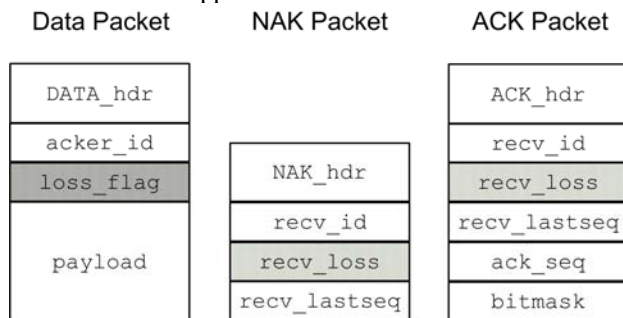 Data Packet NAK Packet ACK Packet
DATA_hdr
acker_id
loss_flag
payload
NAK_hdr
recv_id
recv_loss
recv_lastseq
ACK_hdr
recv_id
recv_loss
recv_lastseq
ack_seq
bitmask